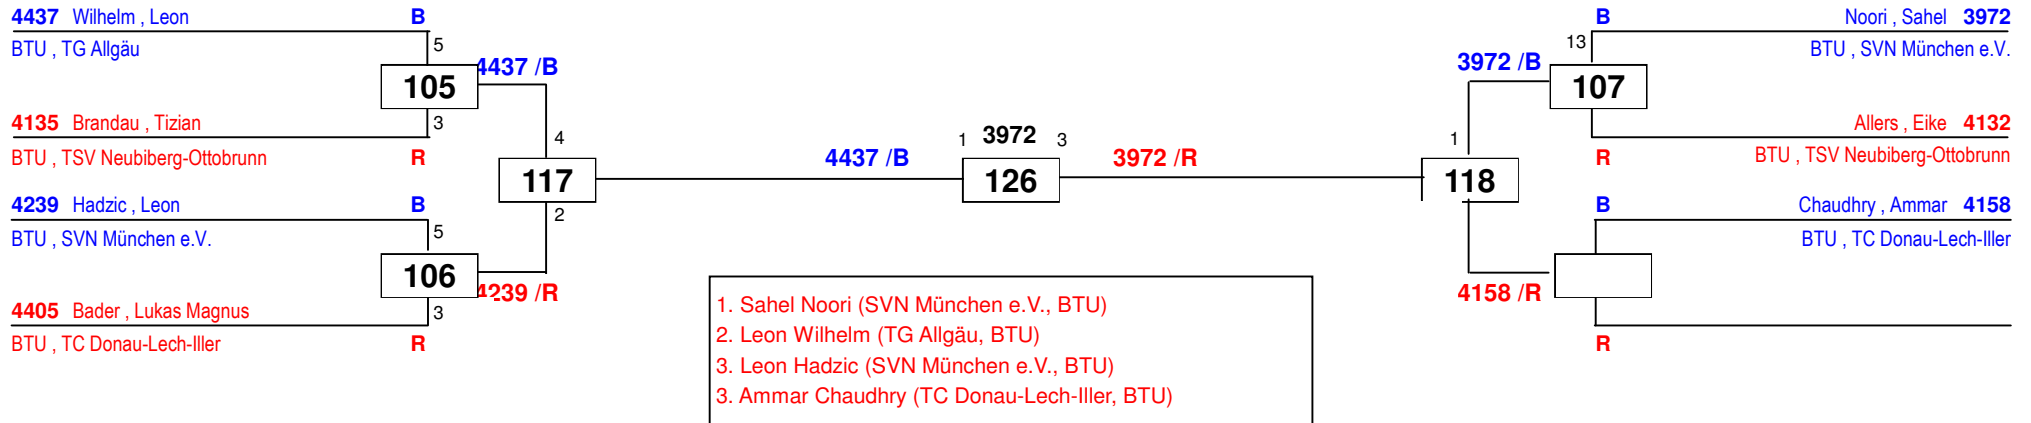 4437 Wilhelm , Leon B
BTU , TG Allgäu
5
105
4437 /B
3
4135 Brandau , Tizian
BTU , TSV Neubiberg-Ottobrunn R
4
117
2
4239 Hadzic , Leon B
BTU , SVN München e.V.
5
106
4239 /R
3
4405 Bader , Lukas Magnus
BTU , TC Donau-Lech-Iller R
4437 /B
1 3972 3
126
3972 /R
B Noori , Sahel 3972
BTU , SVN München e.V.
13
3972 /B
107
Allers , Eike 4132
R BTU , TSV Neubiberg-Ottobrunn
1
118
B Chaudhry , Ammar 4158
BTU , TC Donau-Lech-Iller
4158 /R
R
1. Sahel Noori (SVN München e.V., BTU)
2. Leon Wilhelm (TG Allgäu, BTU)
3. Leon Hadzic (SVN München e.V., BTU)
3. Ammar Chaudhry (TC Donau-Lech-Iller, BTU)